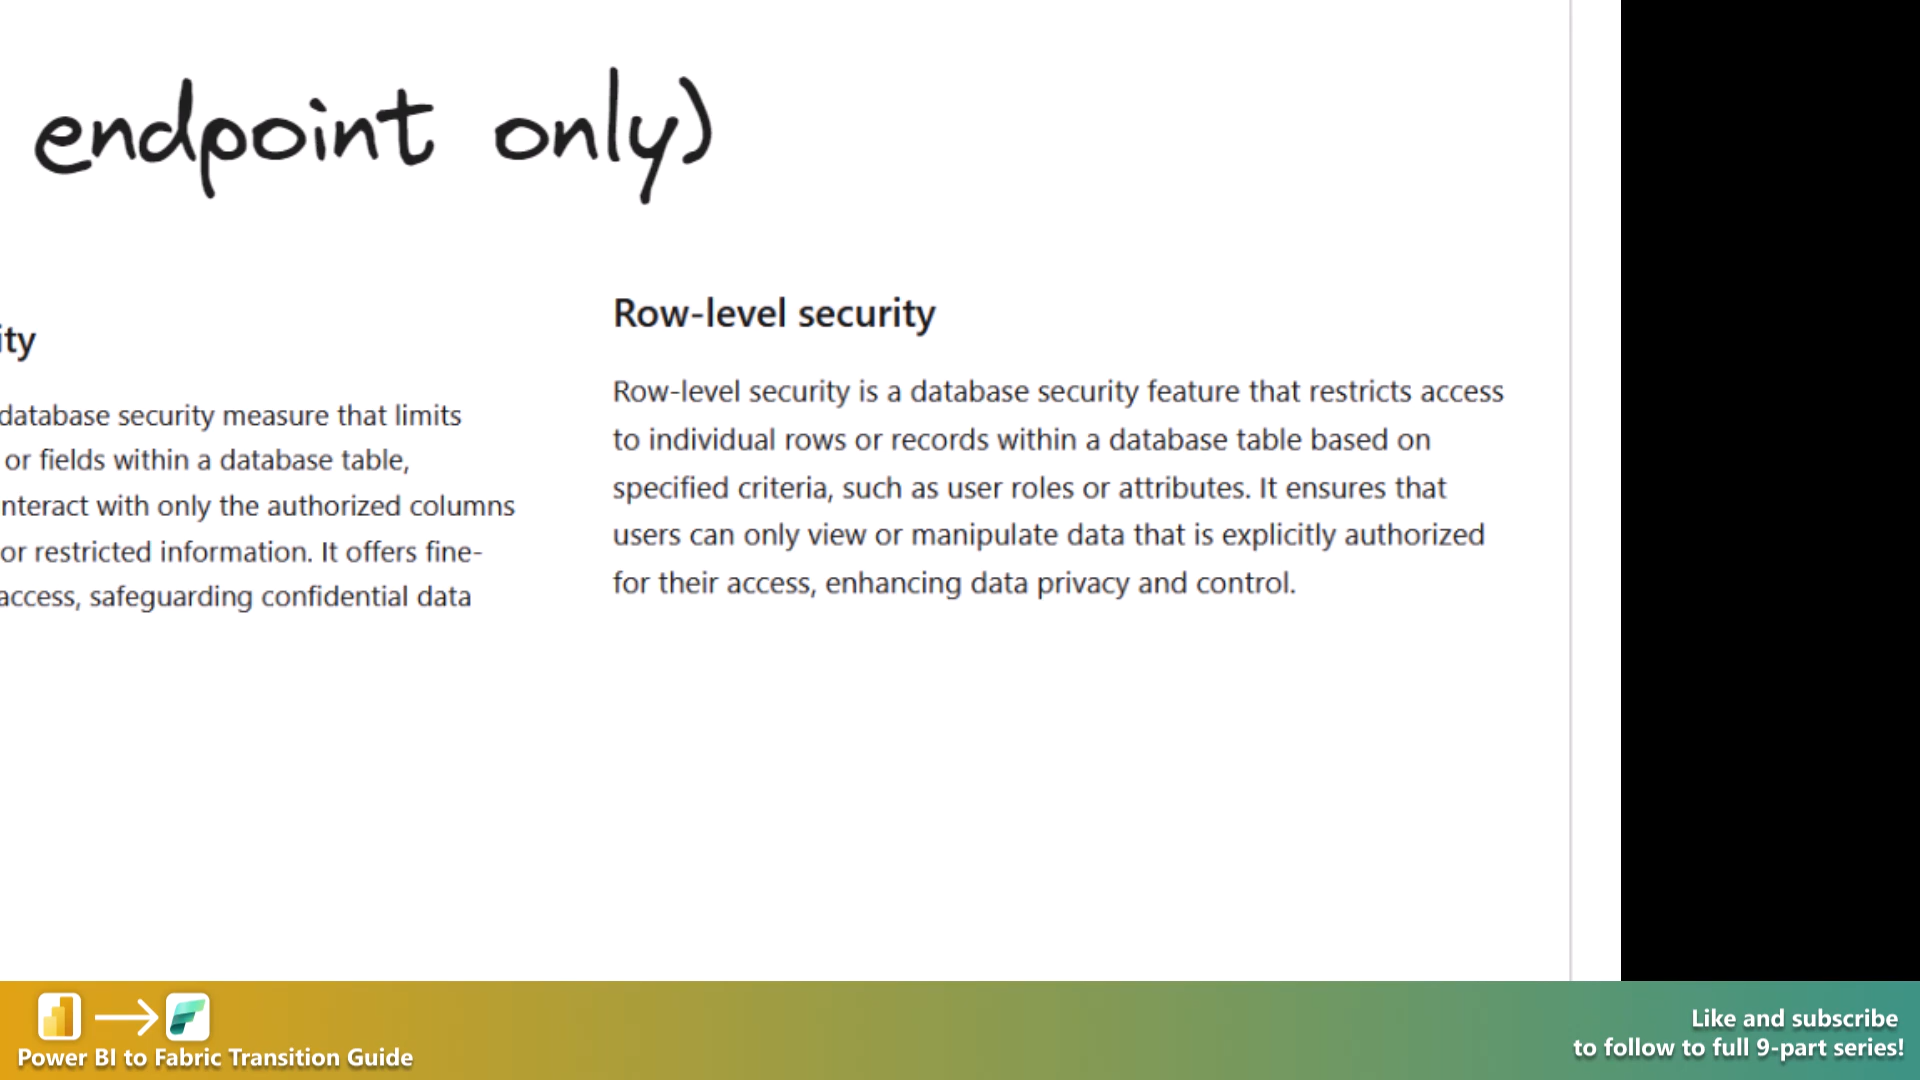 endpoint only)
ity
database security measure that limits
or fields within a database table,
nteract with only the authorized columns
or restricted information. It offers fine-
access, safeguarding confidential data
Row-level security
Row-level security is a database security feature that restricts access
to individual rows or records within a database table based on
specified criteria, such as user roles or attributes. It ensures that
users can only view or manipulate data that is explicitly authorized
for their access, enhancing data privacy and control.
Power BI to Fabric Transition Guide
Like and subscribe
to follow to full 9-part series!